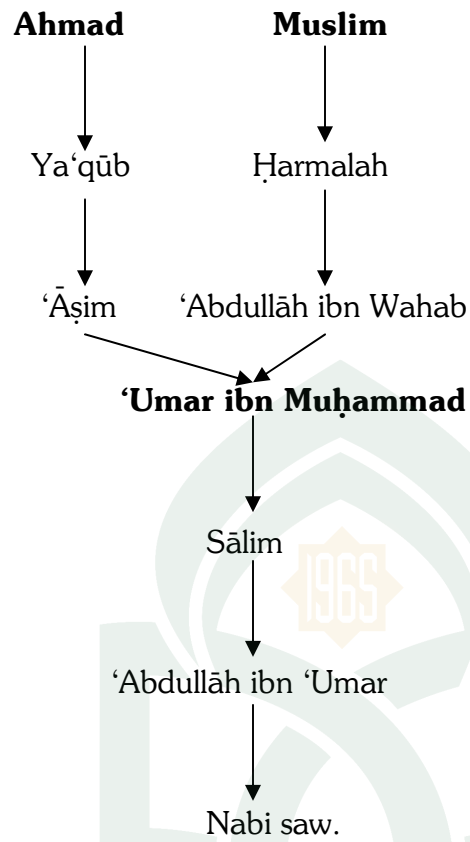 Ahmad Muslim
Ya‘qūb Ḥarmalah
‘Āṣim ‘Abdullāh ibn Wahab
‘Umar ibn Muḥammad
Sālim
1965
‘Abdullāh ibn ‘Umar
Nabi saw.